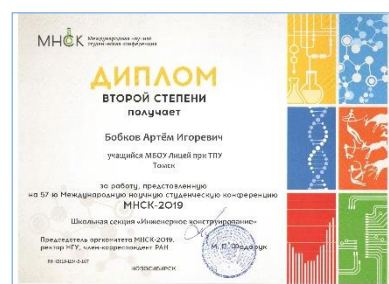 МНСК Международная научная
студенческая конференция
ДИПЛОМ
ВТОРОЙ СТЕПЕНИ
получает
Бобков Артём Игоревич
учащийся МБОУ Лицей при ТПУ
Томск
за работу, представленную
на 57-ю Международную научную студенческую конференцию
МНСК-2019
Школьная секция «Инженерное конструирование»
Председатель оргкомитета МНСК-2019,
ректор НГУ, член-корреспондент РАН
М. П. Федорук
НОВОСИБИРСК